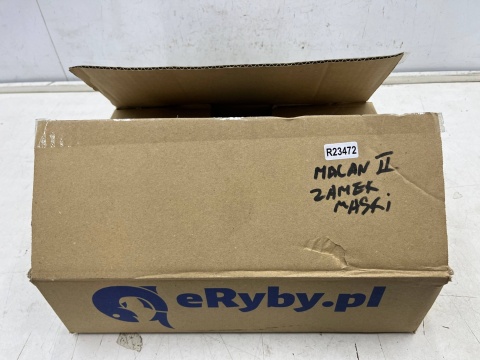 R23472
MALAN II
ZAMEK
MASKi
eRyby.pl